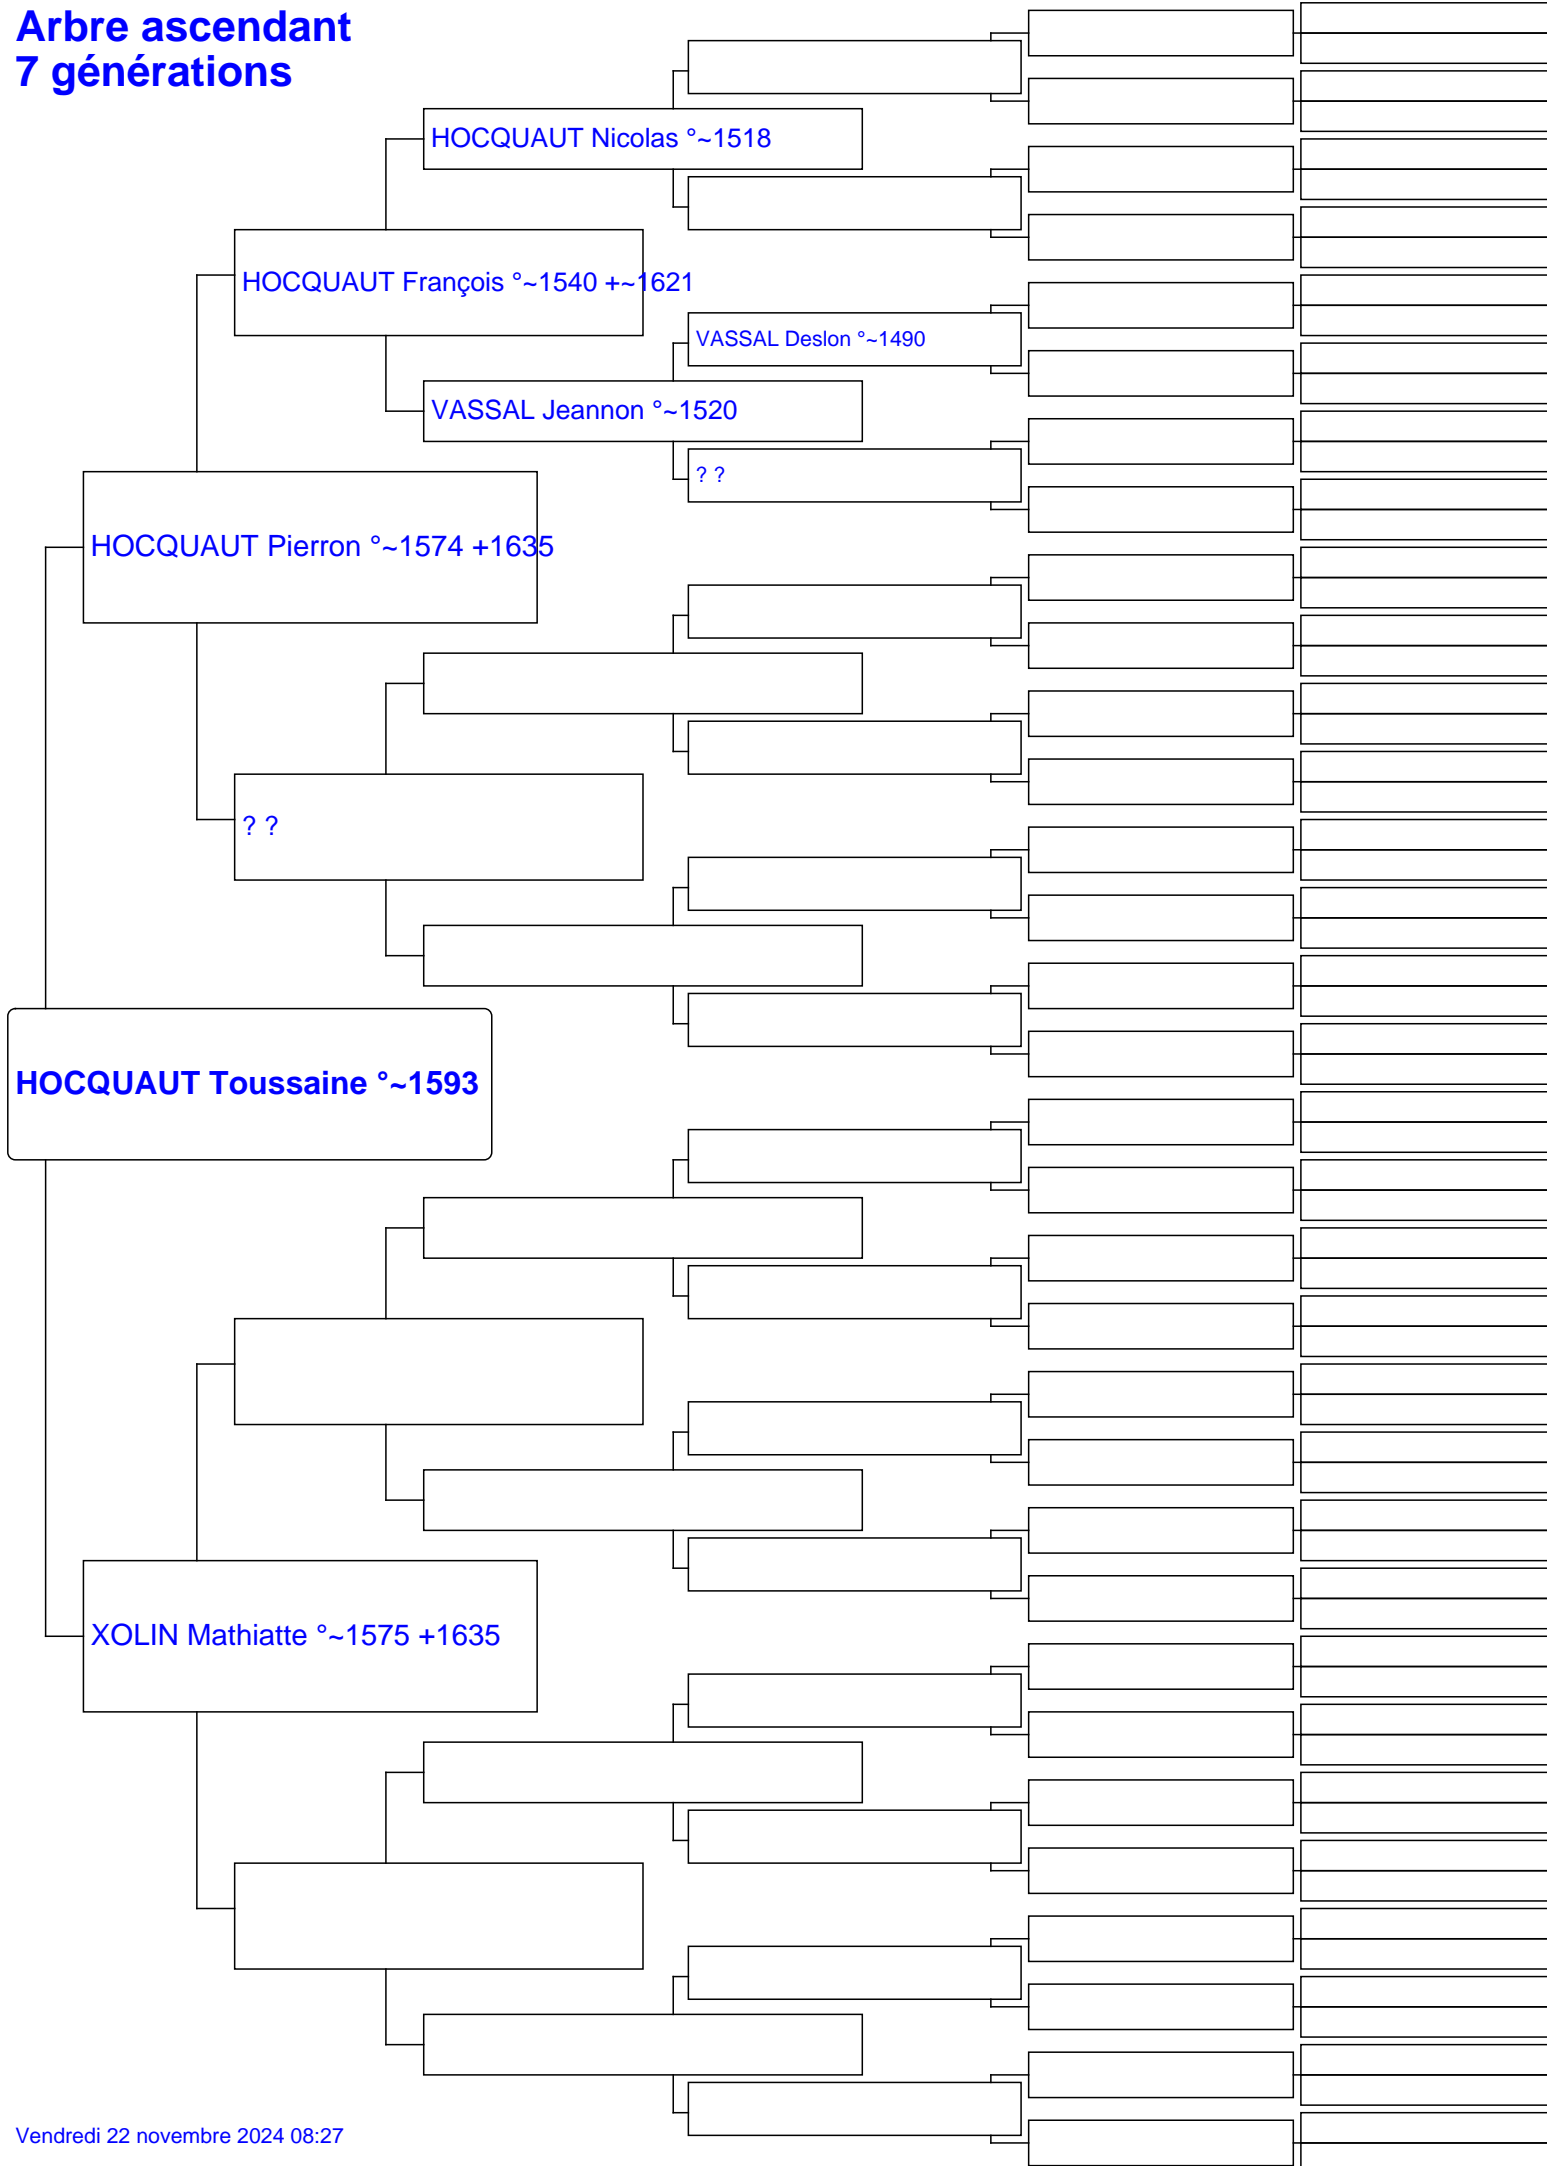 Arbre ascendant
7 générations
HOCQUAUT Nicolas °~1518
HOCQUAUT François °~1540 +~1621
VASSAL Deslon °~1490
VASSAL Jeannon °~1520
? ?
HOCQUAUT Pierron °~1574 +1635
? ?
HOCQUAUT Toussaine °~1593
XOLIN Mathiatte °~1575 +1635
Vendredi 22 novembre 2024 08:27